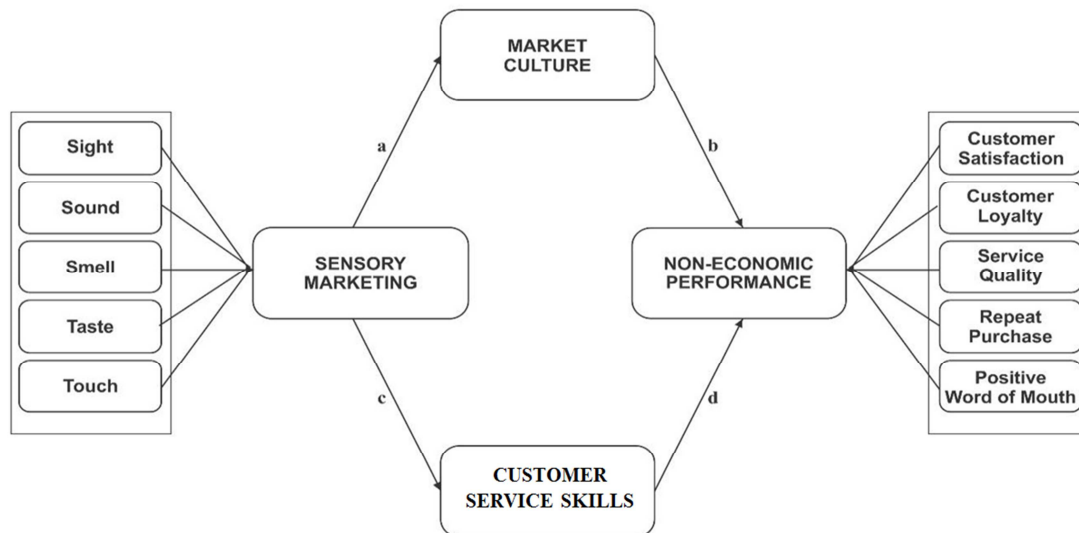 MARKET
CULTURE
a
b
Sight
Sound
Smell
Taste
Touch
SENSORY
MARKETING
NON-ECONOMIC
PERFORMANCE
Customer
Satisfaction
Customer
Loyalty
Service
Quality
Repeat
Purchase
Positive
Word of Mouth
c
d
CUSTOMER
SERVICE SKILLS